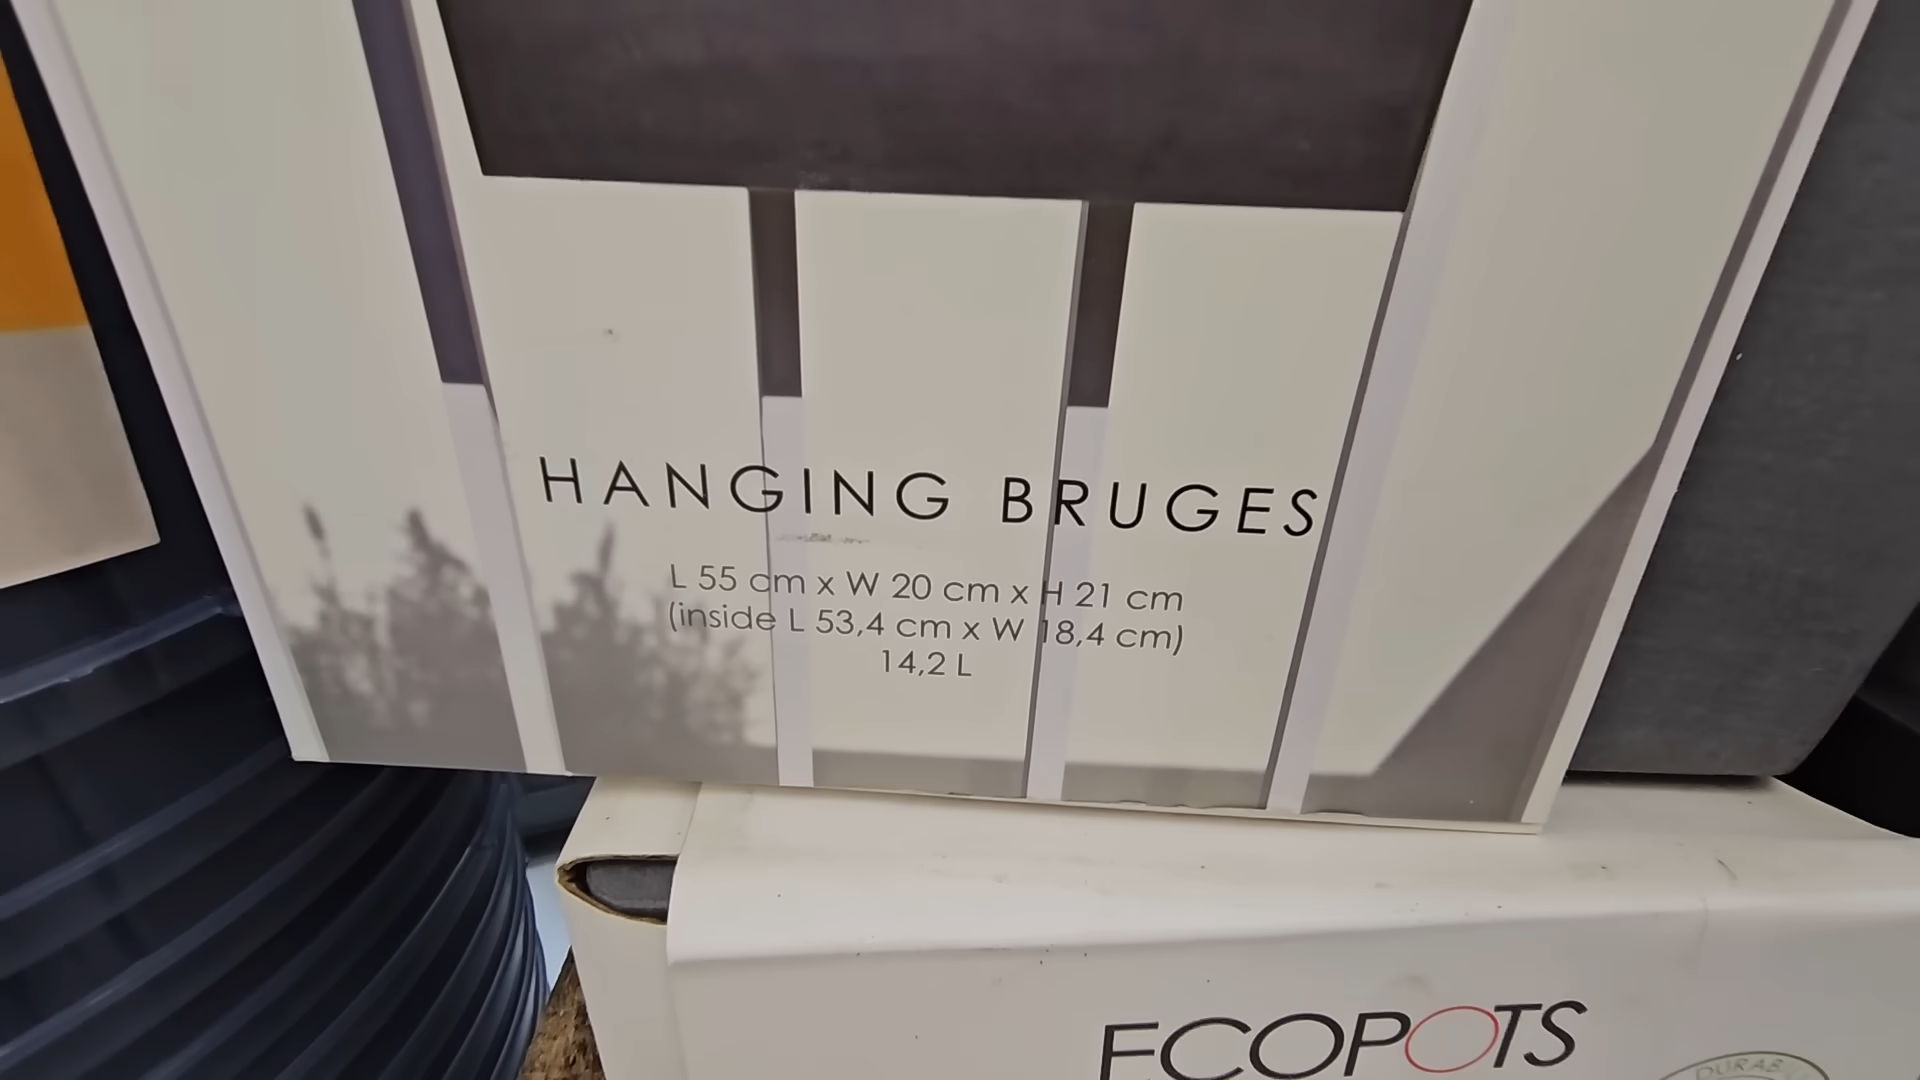 HANGING BRUGES
L 55 cm x W 20 cm x H 21 cm
(inside L 53,4 cm x W 18,4 cm)
14,2 L
ECOPOTS